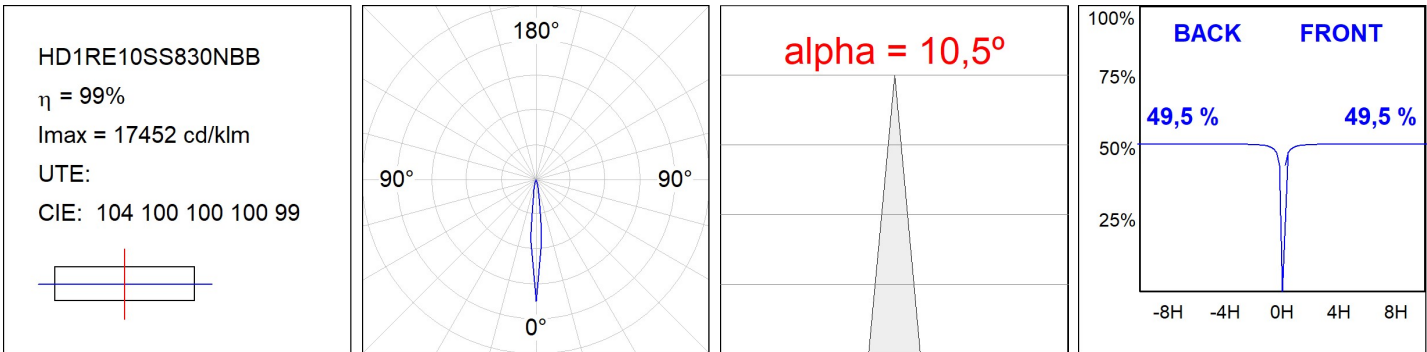 HD1RE10SS830NBB
η = 99%
Imax = 17452 cd/klm
UTE:
CIE: 104 100 100 100 99
180°
90° 90°
0°
alpha = 10,5º
100%
BACK FRONT
75%
49,5 % 49,5 %
50%
25%
-8H -4H 0H 4H 8H